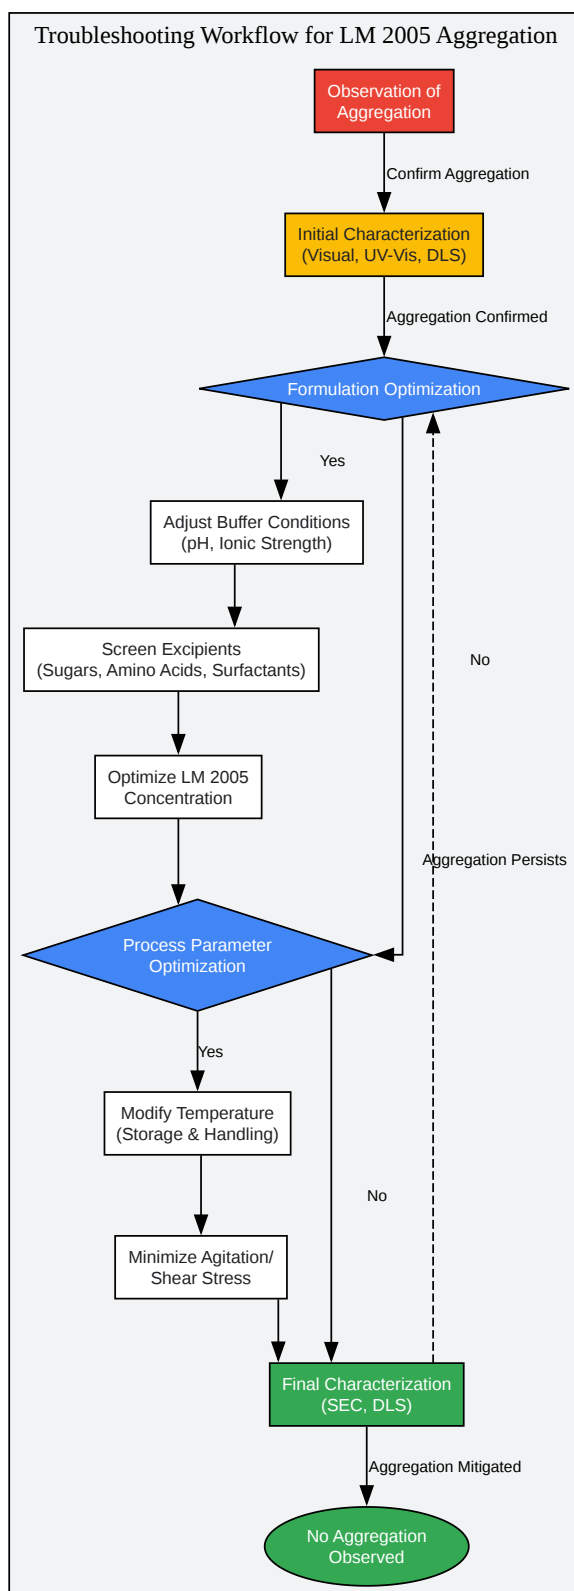 Troubleshooting Workflow for LM 2005 Aggregation
Observation of
Aggregation
Confirm Aggregation
Initial Characterization
(Visual, UV-Vis, DLS)
Aggregation Confirmed
Formulation Optimization
Yes
Adjust Buffer Conditions
(pH, Ionic Strength)
Screen Excipients
(Sugars, Amino Acids, Surfactants)
No
Optimize LM 2005
Concentration
Aggregation Persists
Process Parameter
Optimization
Yes
Modify Temperature
(Storage & Handling)
No
Minimize Agitation/
Shear Stress
Final Characterization
(SEC, DLS)
Aggregation Mitigated
No Aggregation
Observed